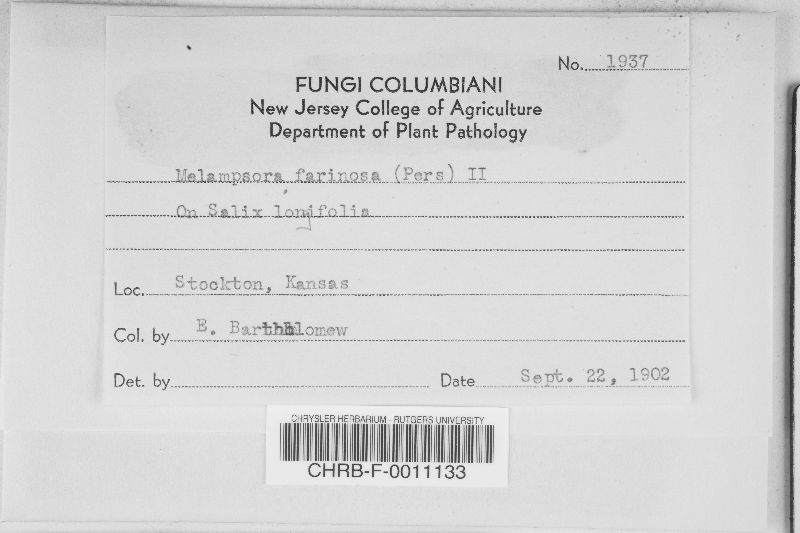 No. 1937
FUNGI COLUMBIANI
New Jersey College of Agriculture
Department of Plant Pathology
Melampsora farinosa (Pers) II
On Salix longifolia
Loc. Stockton, Kansas
Col. by E. Bartholomew
Det. by
Date Sept. 22, 1902
CHRYSLER HERBARIUM - RUTGERS UNIVERSITY
CHRB-F-0011133